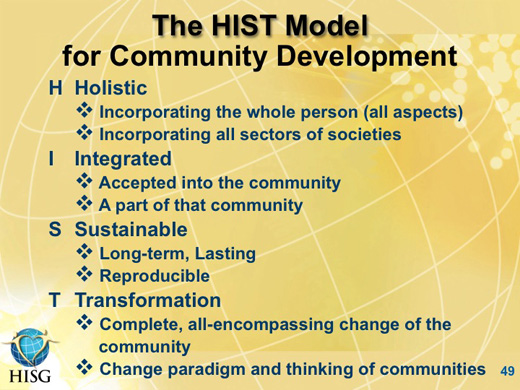 The HIST Model
for Community Development
H Holistic
❖ Incorporating the whole person (all aspects)
❖ Incorporating all sectors of societies
I Integrated
❖ Accepted into the community
❖ A part of that community
S Sustainable
❖ Long-term, Lasting
❖ Reproducible
T Transformation
❖ Complete, all-encompassing change of the
community
❖ Change paradigm and thinking of communities
HISG
49